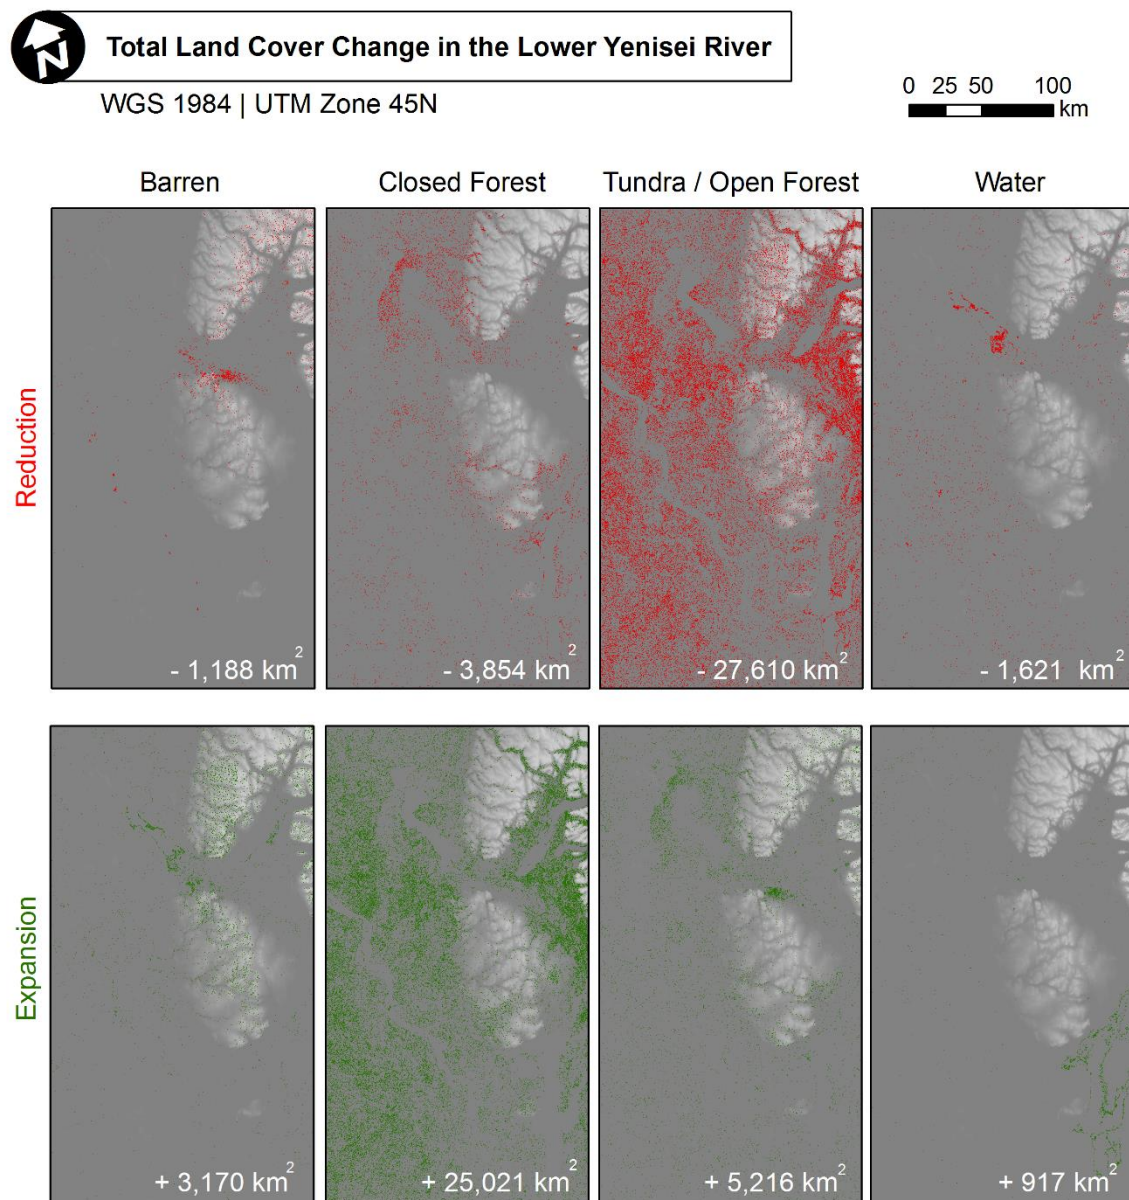 N
Total Land Cover Change in the Lower Yenisei River
WGS 1984 | UTM Zone 45N
0 25 50 100
km
Barren
Closed Forest
Tundra / Open Forest
Water
Reduction
- 1,188 km²
- 3,854 km²
- 27,610 km²
- 1,621 km²
Expansion
+ 3,170 km²
+ 25,021 km²
+ 5,216 km²
+ 917 km²